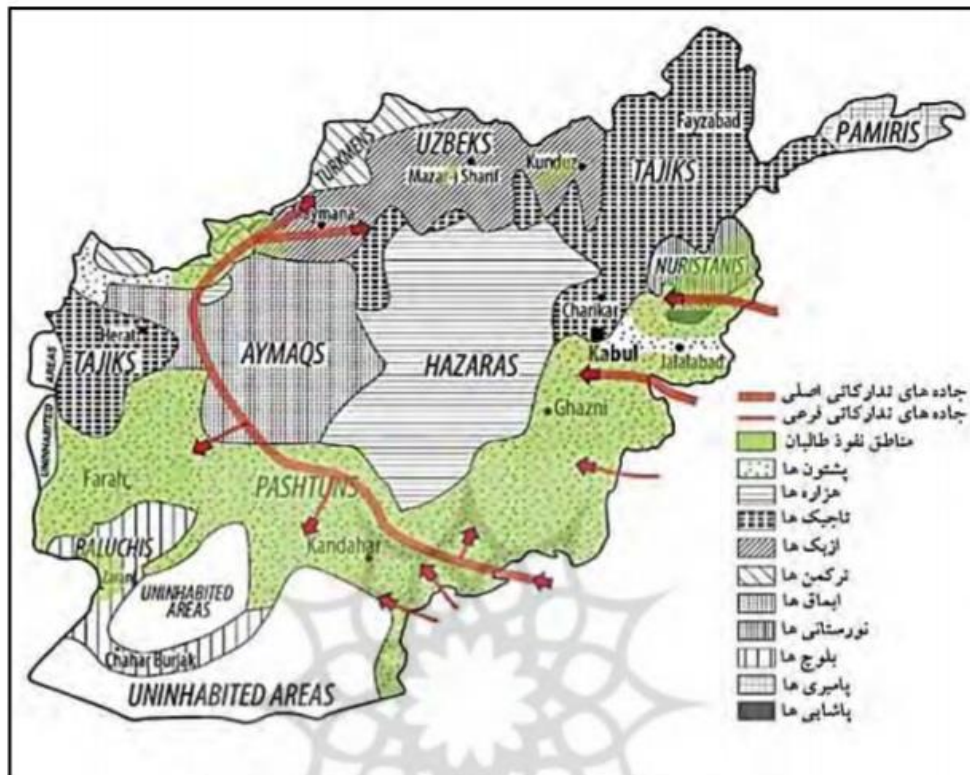 PAMIRIS
Fayzabad
UZBEKS
TURKMENS
Mazar-i Sharif
Kunduz
TAJIKS
NURISTANIS
Charikar
Herat
TAJIKS
AYMAQS
HAZARAS
Kabul
Jalalabad
AREAS
UNINHABITED
Ghazni
Farah
PASHTUNS
Kandahar
BALUCHIS
UNINHABITED
AREAS
Chahar Burjak
UNINHABITED AREAS
جاده های تدارکاتی اصلی
جاده های تدارکاتی فرعی
مناطق نفوذ طالبان
پشتون ها
هزاره ها
تاجیک ها
ازبک ها
ترکمن ها
ایماق ها
نورستانی ها
بلوچ ها
پامیری ها
پاشایی ها